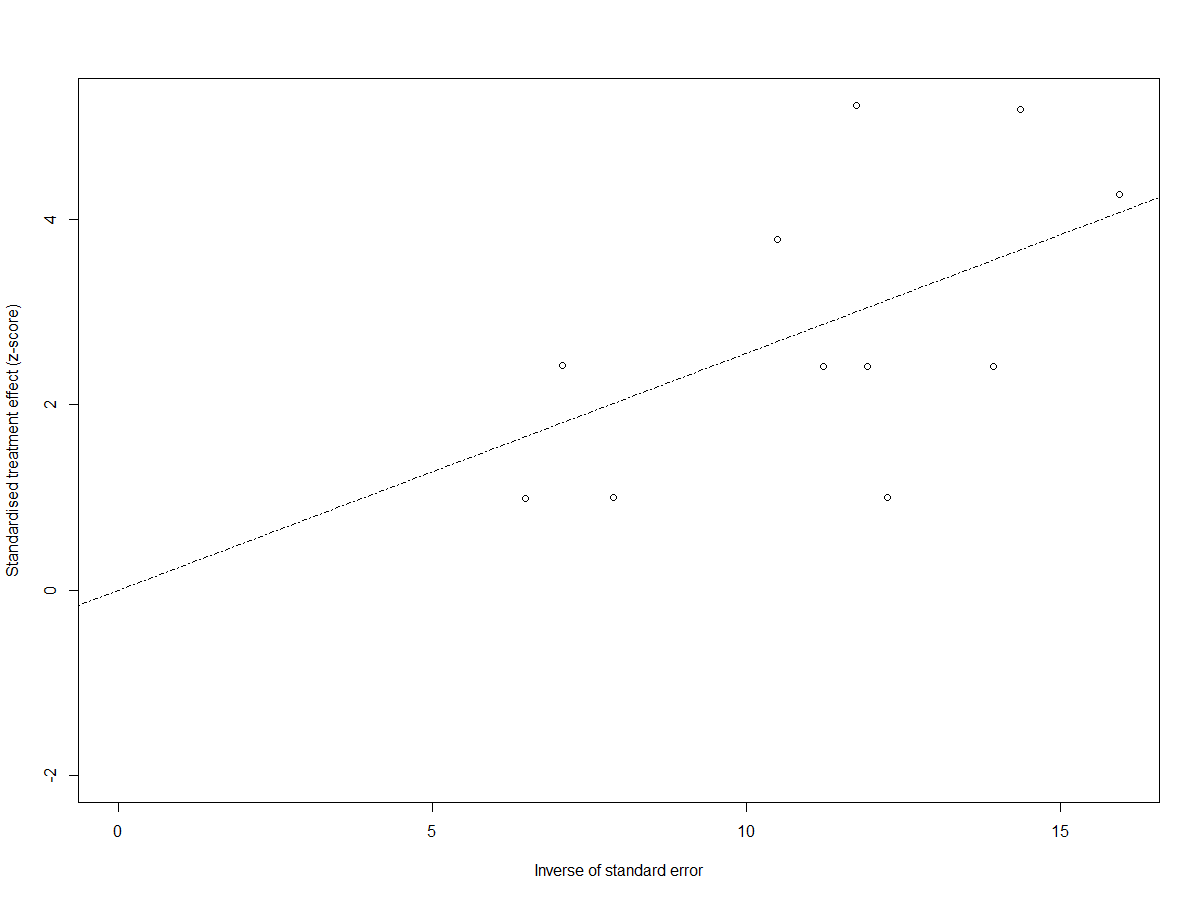 4
2
0
-2
Standardised treatment effect (z-score)
0 5 10 15
Inverse of standard error